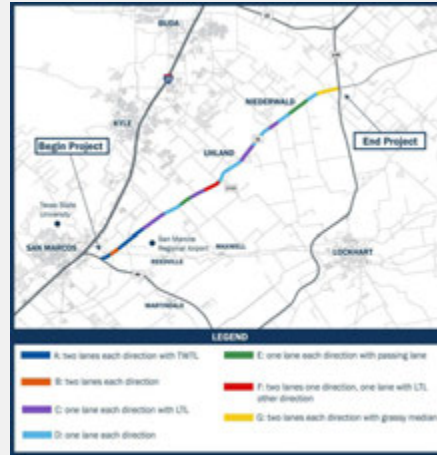 BUDA
NIEDERWALD
KYLE
Begin Project
End Project
UHLAND
Texas State
University
San Marcos
Regional Airport
MAXWELL
SAN MARCOS
REEDVILLE
LOCKHART
MARTINDALE
LEGEND
A: two lanes each direction with TWTL
B: two lanes each direction
C: one lane each direction with LTL
D: one lane each direction
E: one lane each direction with passing lane
F: two lanes one direction, one lane with LTL
other direction
G: two lanes each direction with grassy median